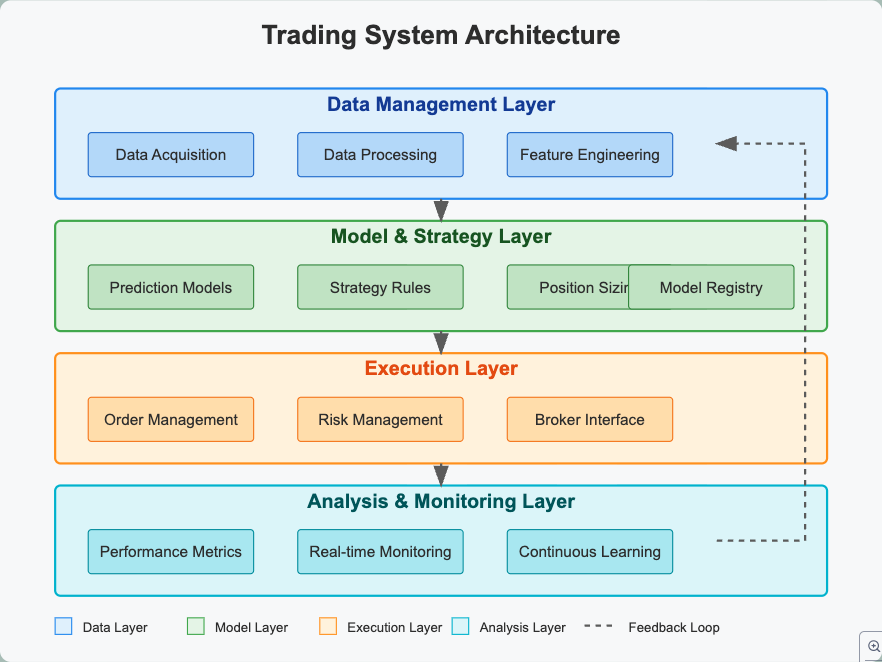 Trading System Architecture
Data Management Layer
Data Acquisition
Data Processing
Feature Engineering
Model & Strategy Layer
Prediction Models
Strategy Rules
Position Sizin
Model Registry
Execution Layer
Order Management
Risk Management
Broker Interface
Analysis & Monitoring Layer
Performance Metrics
Real-time Monitoring
Continuous Learning
Data Layer
Model Layer
Execution Layer
Analysis Layer
Feedback Loop